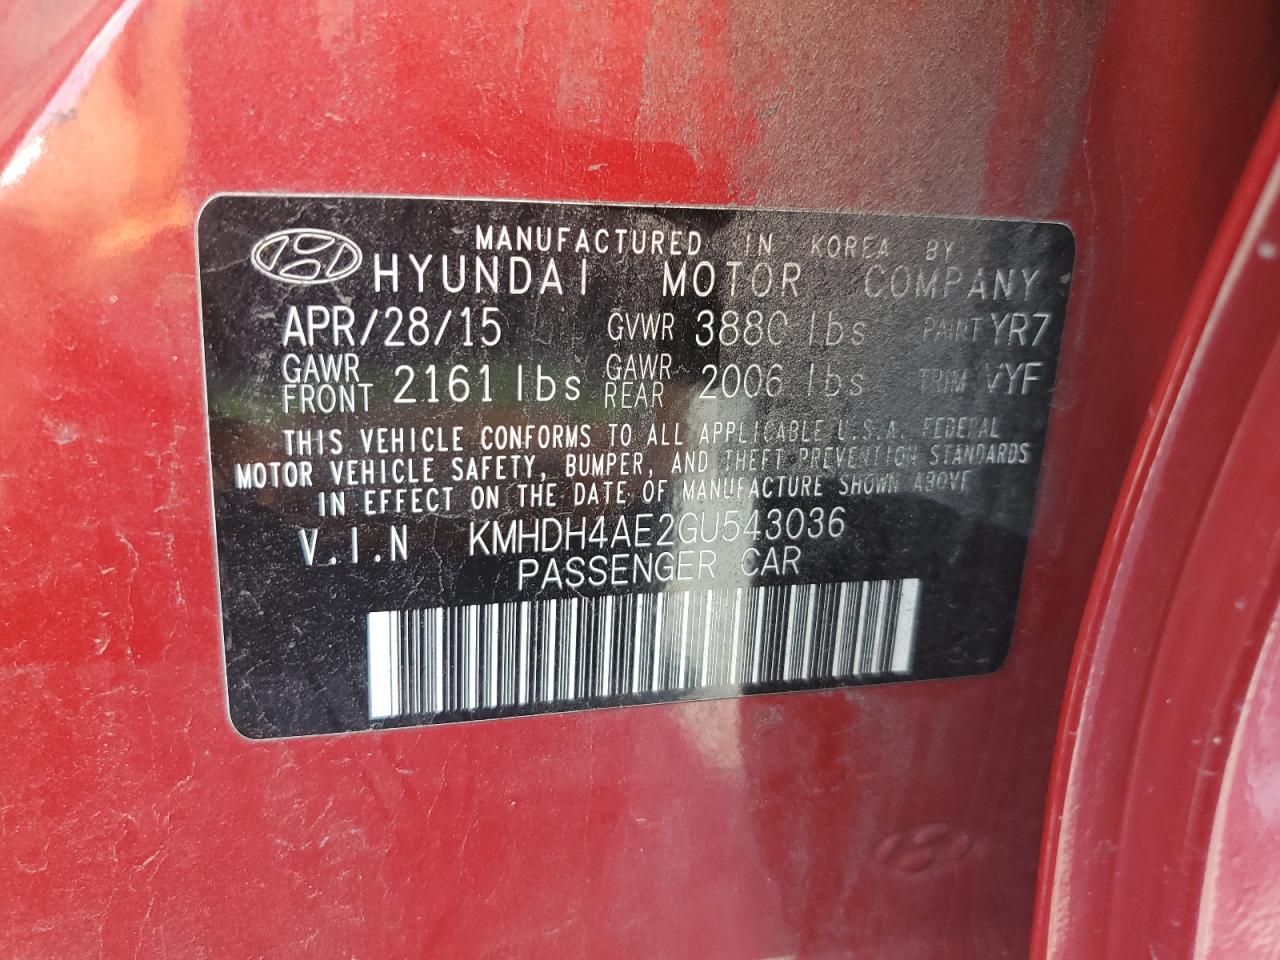 MANUFACTURED IN KOREA BY
HYUNDAI MOTOR COMPANY
APR/28/15 GVWR 3880 lbs PAINT YR7
GAWR FRONT 2161 lbs GAWR REAR 2006 lbs TRIM VYF
THIS VEHICLE CONFORMS TO ALL APPLICABLE U.S.A. FEDERAL
MOTOR VEHICLE SAFETY, BUMPER, AND THEFT PREVENTION STANDARDS
IN EFFECT ON THE DATE OF MANUFACTURE SHOWN ABOVE
V.I.N KMHDH4AE2GU543036
PASSENGER CAR